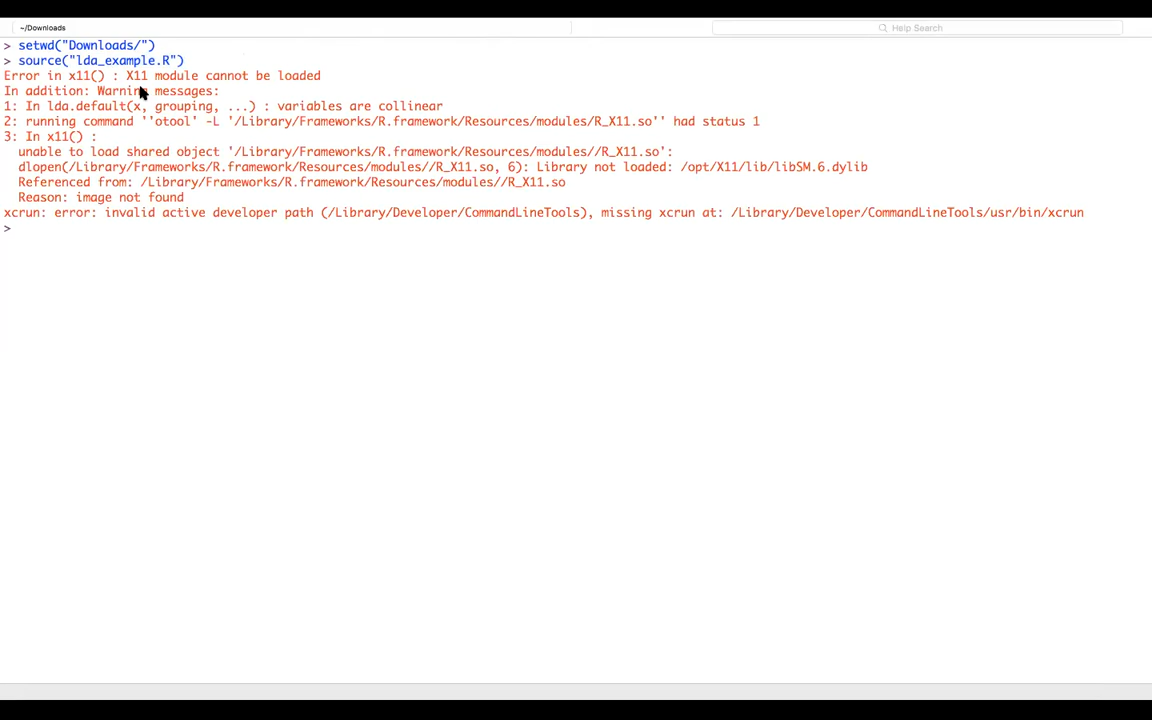 ~/Downloads
Help Search
> setwd("Downloads/")
> source("lda_example.R")
Error in x11() : X11 module cannot be loaded
In addition: Warning messages:
1: In lda.default(x, grouping, ...) : variables are collinear
2: running command ''otool' -L '/Library/Frameworks/R.framework/Resources/modules/R_X11.so'' had status 1
3: In x11() :
unable to load shared object '/Library/Frameworks/R.framework/Resources/modules//R_X11.so':
dlopen(/Library/Frameworks/R.framework/Resources/modules//R_X11.so, 6): Library not loaded: /opt/X11/lib/libSM.6.dylib
Referenced from: /Library/Frameworks/R.framework/Resources/modules//R_X11.so
Reason: image not found
xcrun: error: invalid active developer path (/Library/Developer/CommandLineTools), missing xcrun at: /Library/Developer/CommandLineTools/usr/bin/xcrun
>